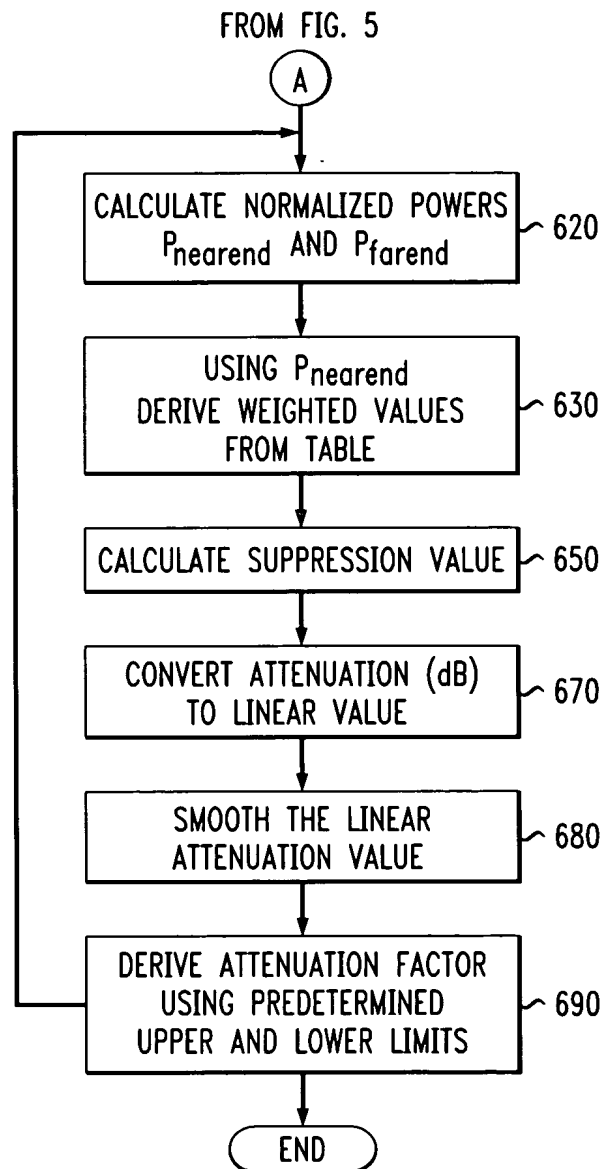 FROM FIG. 5
A
CALCULATE NORMALIZED POWERS
Pnearend AND Pfarend
620
USING Pnearend
DERIVE WEIGHTED VALUES
FROM TABLE
630
CALCULATE SUPPRESSION VALUE
650
CONVERT ATTENUATION (dB)
TO LINEAR VALUE
670
SMOOTH THE LINEAR
ATTENUATION VALUE
680
DERIVE ATTENUATION FACTOR
USING PREDETERMINED
UPPER AND LOWER LIMITS
690
END